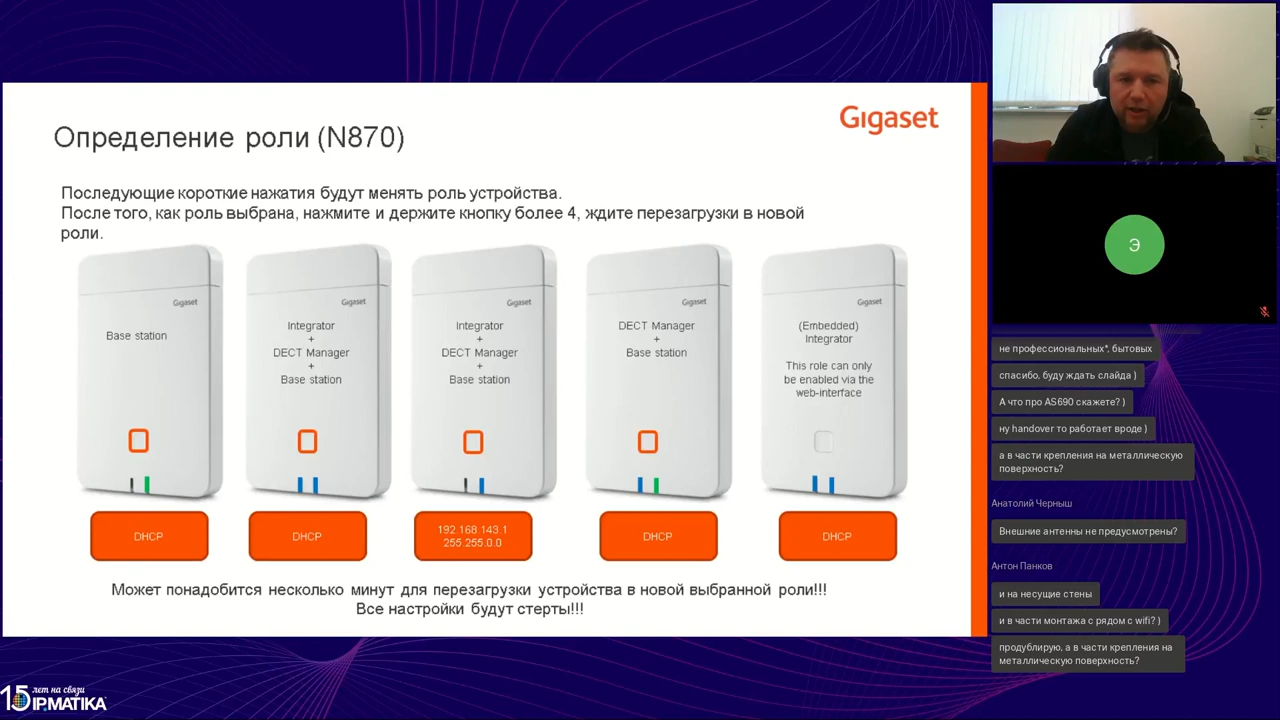 Gigaset
Определение роли (N870)
Последующие короткие нажатия будут менять роль устройства.
После того, как роль выбрана, нажмите и держите кнопку более 4, ждите перезагрузки в новой
роли.
Gigaset
Base station
DHCP
Gigaset
Integrator
+
DECT Manager
+
Base station
DHCP
Gigaset
Integrator
+
DECT Manager
+
Base station
192.168.143.1
255.255.0.0
Gigaset
DECT Manager
+
Base station
DHCP
Gigaset
(Embedded)
Integrator
This role can only
be enabled via the
web-interface
DHCP
Может понадобится несколько минут для перезагрузки устройства в новой выбранной роли!!!
Все настройки будут стерты!!!
15 лет на связи
IPMATIKA
Э
не профессиональных*, бытовых
спасибо, буду ждать слайда )
А что про AS690 скажете? )
ну handover то работает вроде )
а в части крепления на металлическую
поверхность?
Анатолий Черныш
Внешние антенны не предусмотрены?
Антон Панков
и на несущие стены
и в части монтажа с рядом с wifi? )
продублирую, а в части крепления на
металлическую поверхность?